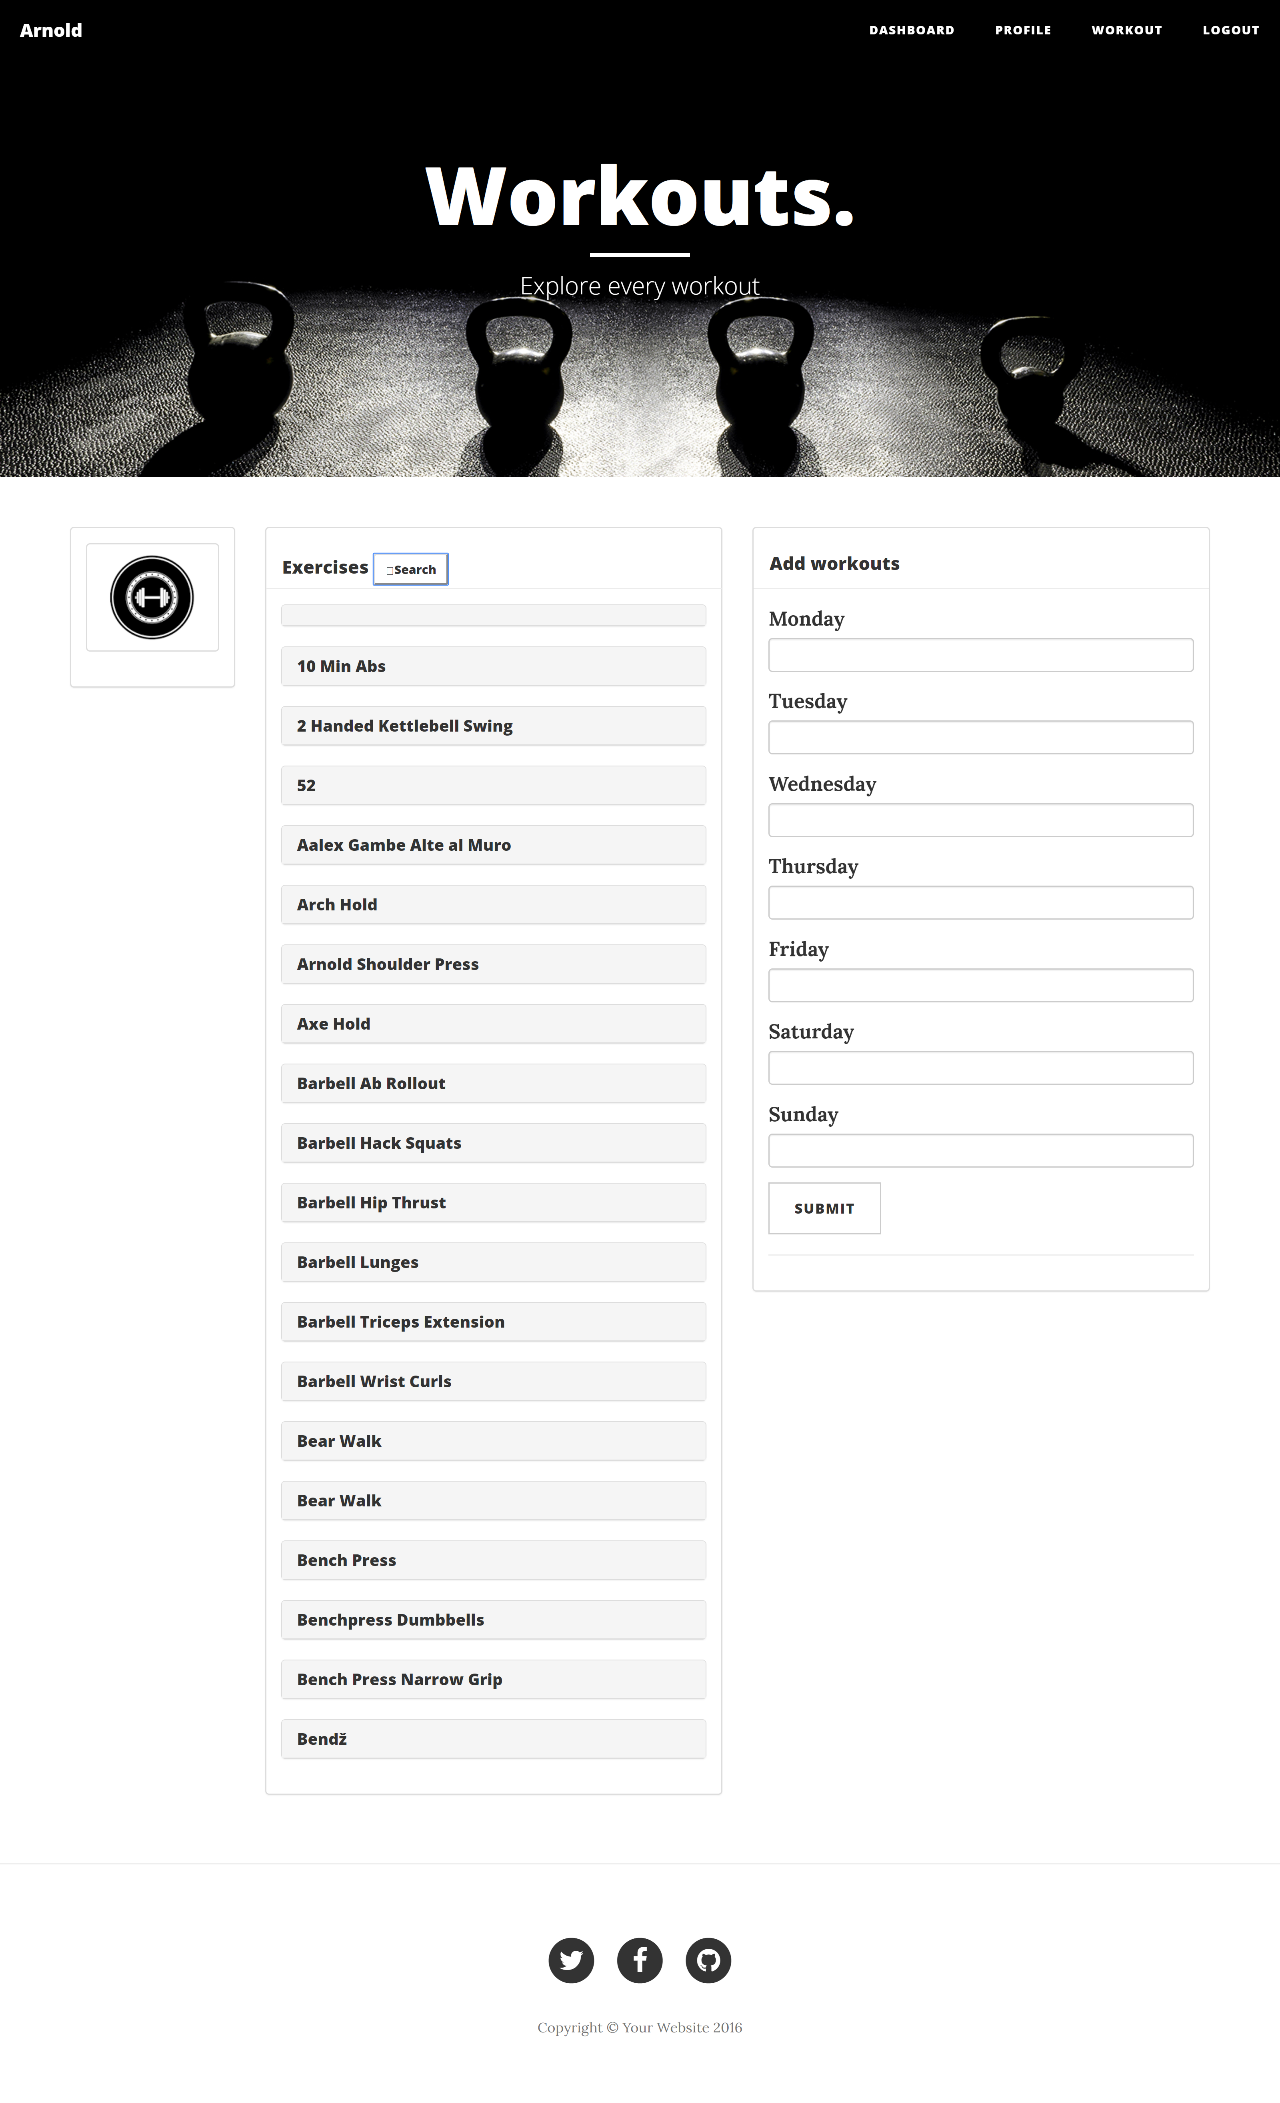 Arnold
DASHBOARD
PROFILE
WORKOUT
LOGOUT
Workouts.
Explore every workout
Exercises
Search
10 Min Abs
2 Handed Kettlebell Swing
52
Aalex Gambe Alte al Muro
Arch Hold
Arnold Shoulder Press
Axe Hold
Barbell Ab Rollout
Barbell Hack Squats
Barbell Hip Thrust
Barbell Lunges
Barbell Triceps Extension
Barbell Wrist Curls
Bear Walk
Bear Walk
Bench Press
Benchpress Dumbbells
Bench Press Narrow Grip
Bendž
Add workouts
Monday
Tuesday
Wednesday
Thursday
Friday
Saturday
Sunday
SUBMIT
Copyright © Your Website 2016